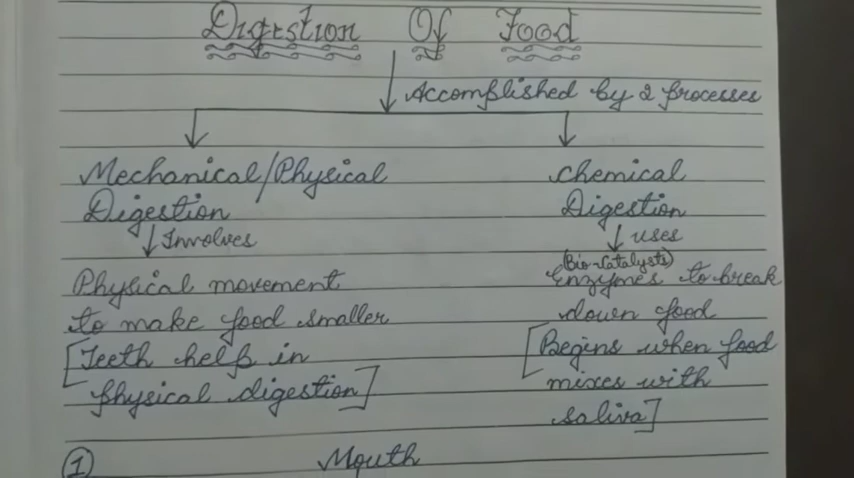 Digestion Of Food
Accomplished by 2 processes
Mechanical/Physical
Digestion
Involves
Physical movement
to make food smaller
[Teeth help in
physical digestion]
Chemical
Digestion
uses
(Bio-Catalysts)
Enzymes to break
down food
[Begins when food
mixes with
saliva]
① Mouth